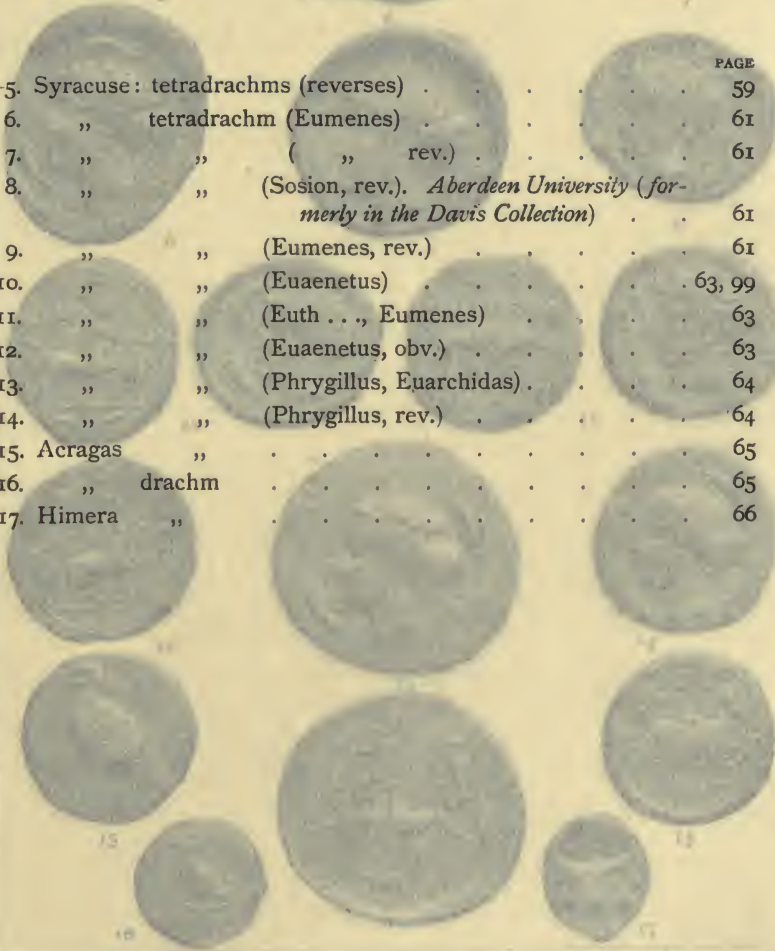 PAGE
-5. Syracuse: tetradrachms (reverses) . . . . . . 59
6. ,, tetradrachm (Eumenes) . . . . . . 61
7. ,, ,, ( ,, rev.) . . . . . 61
8. ,, ,, (Sosion, rev.). Aberdeen University (for-
merly in the Davis Collection) . . 61
9. ,, ,, (Eumenes, rev.) . . . . . 61
10. ,, ,, (Euaenetus) . . . . . . 63, 99
11. ,, ,, (Euth . . ., Eumenes) . . . . 63
12. ,, ,, (Euaenetus, obv.) . . . . . 63
13. ,, ,, (Phrygillus, Euarchidas) . . . . 64
14. ,, ,, (Phrygillus, rev.) . . . . . 64
15. Acragas ,, . . . . . . . . . 65
16. ,, drachm . . . . . . . . . 65
17. Himera ,, . . . . . . . . . 66
15
16